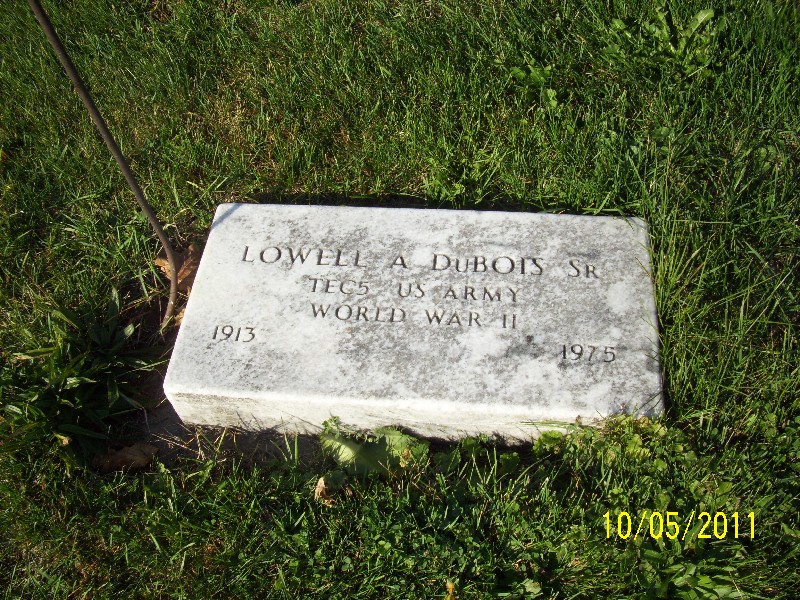 LOWELL A DUBOIS SR
TEC5 US ARMY
WORLD WAR II
1913 1975
10/05/2011